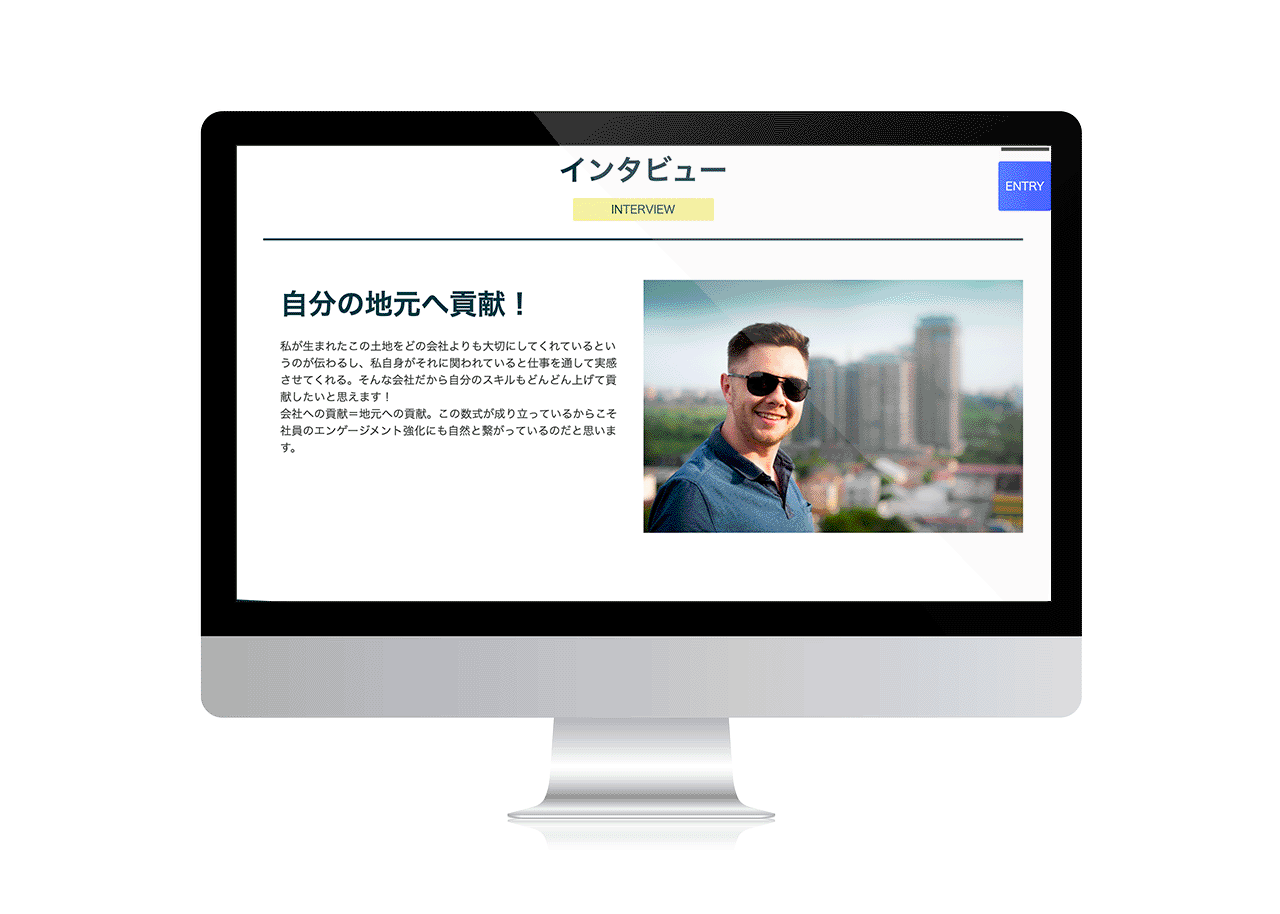 インタビュー
INTERVIEW
ENTRY
自分の地元へ貢献！
私が生まれたこの土地をどの会社よりも大切にしてくれているとい
うのが伝わるし、私自身がそれに関われていると仕事を通して実感
させてくれる。そんな会社だから自分のスキルもどんどん上げて貢
献したいと思えます！
会社への貢献＝地元への貢献。この数式が成り立っているからこそ
社員のエンゲージメント強化にも自然と繋がっているのだと思いま
す。